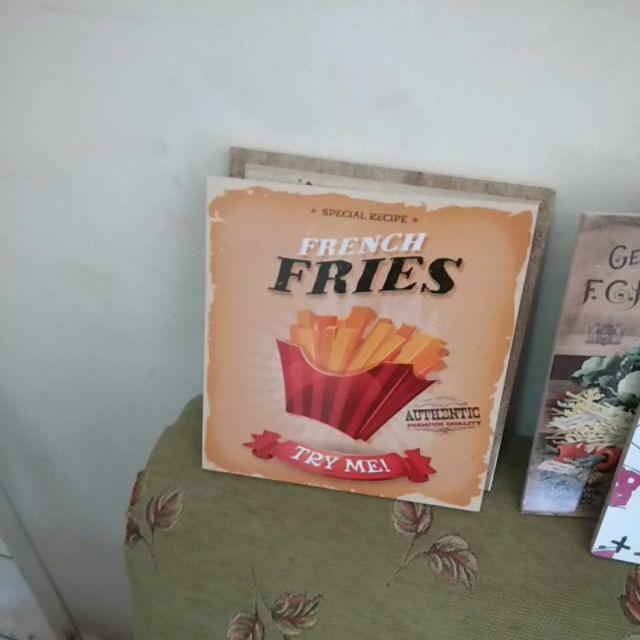 * SPECIAL RECIPE *
FRENCH
FRIES
AUTHENTIC
PREMIUM QUALITY
TRY ME!